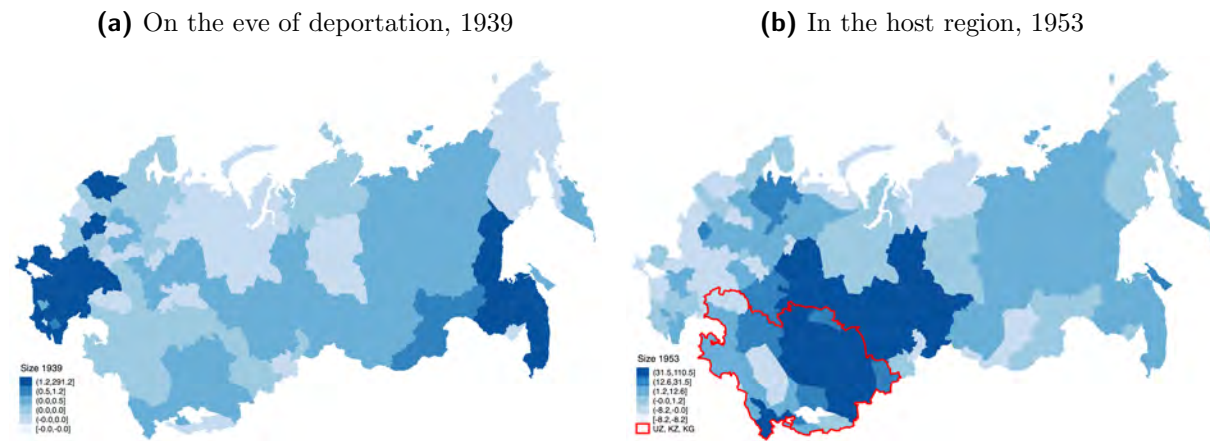 (a) On the eve of deportation, 1939
(b) In the host region, 1953
Size 1939
(1.2,291.2]
(0.5,1.2]
(0.0,0.5]
(0.0,0.0]
(-0.0,0.0]
[-0.0,-0.0]
Size 1953
(31.5,110.5]
(12.6,31.5]
(1.2,12.6]
(-0.0,1.2]
(-8.2,-0.0]
[-8.2,-8.2]
UZ, KZ, KG